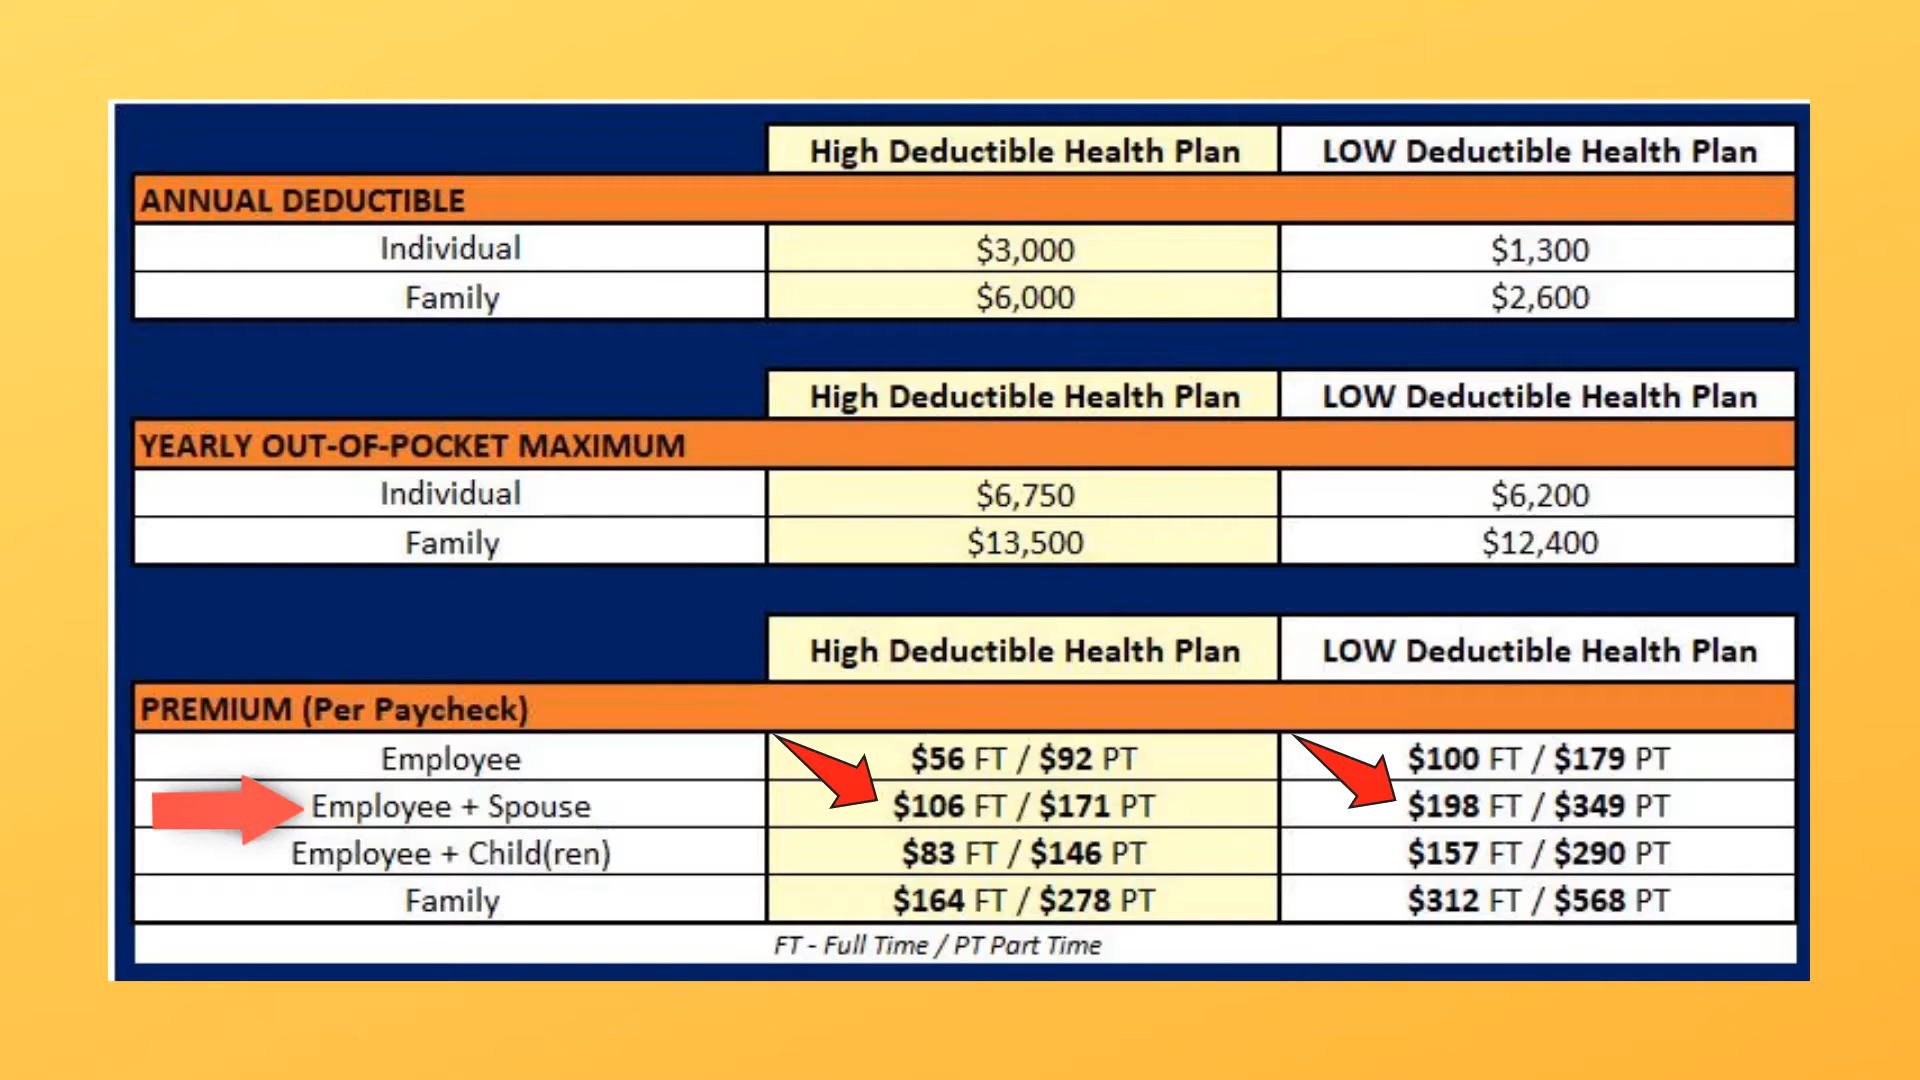 High Deductible Health Plan LOW Deductible Health Plan
ANNUAL DEDUCTIBLE
Individual $3,000 $1,300
Family $6,000 $2,600
High Deductible Health Plan LOW Deductible Health Plan
YEARLY OUT-OF-POCKET MAXIMUM
Individual $6,750 $6,200
Family $13,500 $12,400
High Deductible Health Plan LOW Deductible Health Plan
PREMIUM (Per Paycheck)
Employee $56 FT / $92 PT $100 FT / $179 PT
Employee + Spouse $106 FT / $171 PT $198 FT / $349 PT
Employee + Child(ren) $83 FT / $146 PT $157 FT / $290 PT
Family $164 FT / $278 PT $312 FT / $568 PT
FT - Full Time / PT Part Time